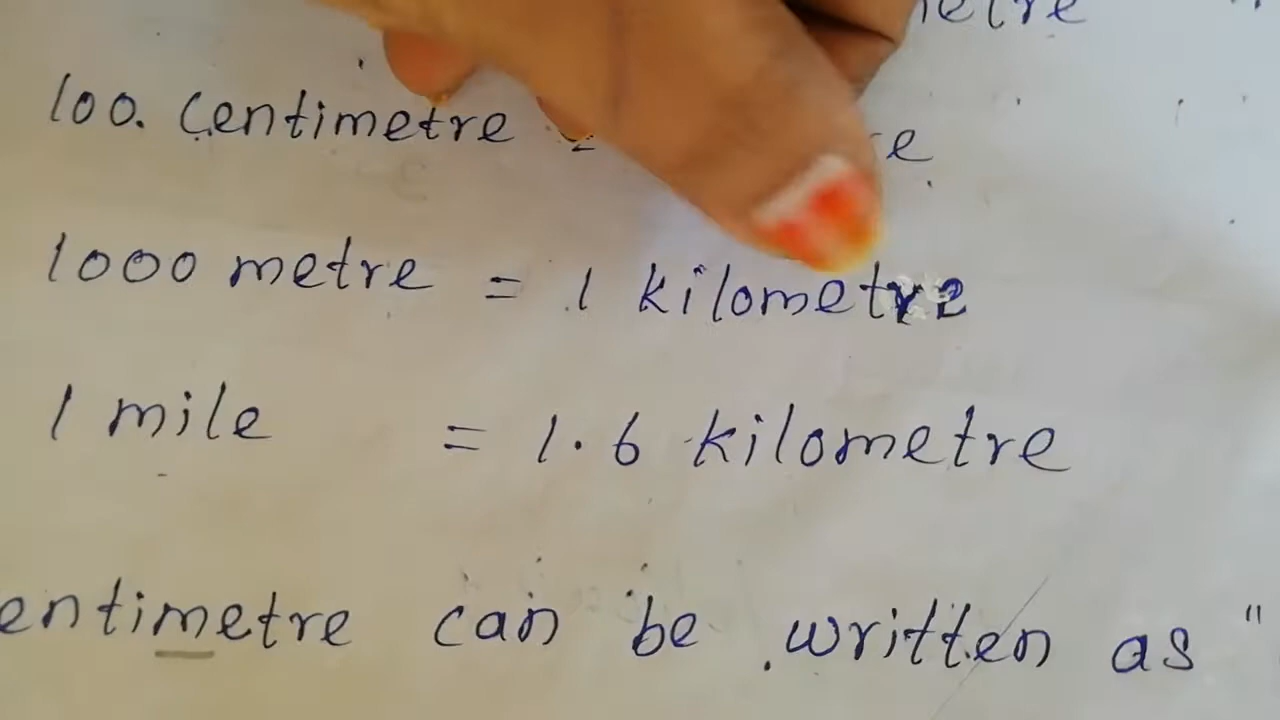 100. Centimetre
1000 metre = 1 kilometre
1 mile = 1.6 kilometre
entimetre can be written as "